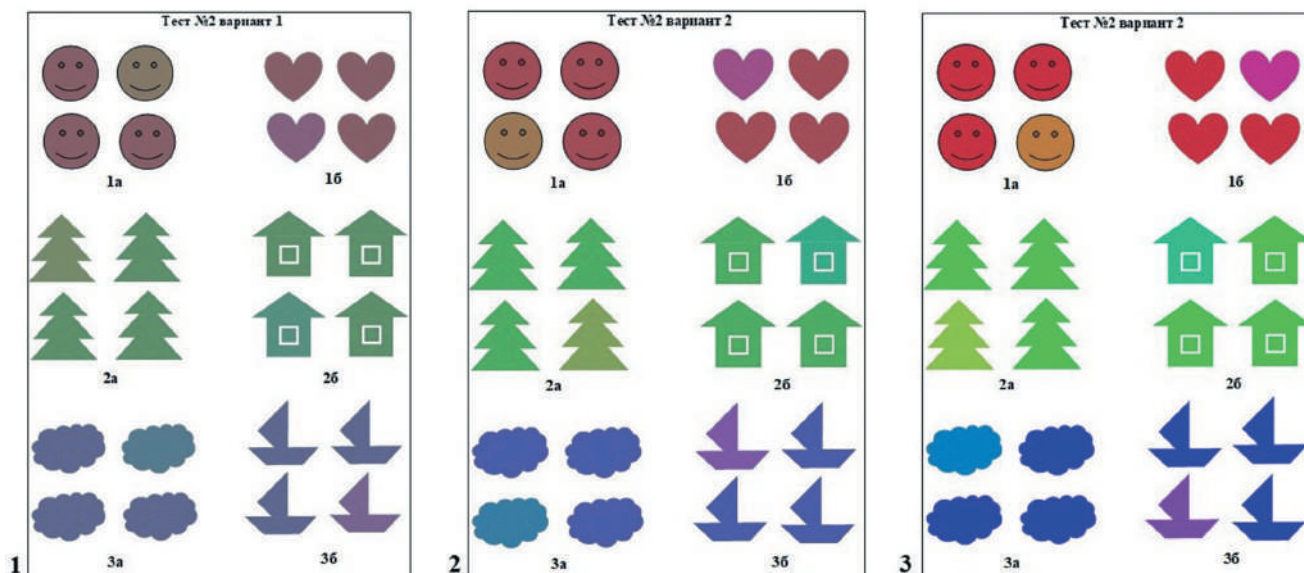 Тест №2 вариант 1
1а 1б
2а 2б
3а 3б
1
Тест №2 вариант 2
1а 1б
2а 2б
3а 3б
2
Тест №2 вариант 2
1а 1б
2а 2б
3а 3б
3